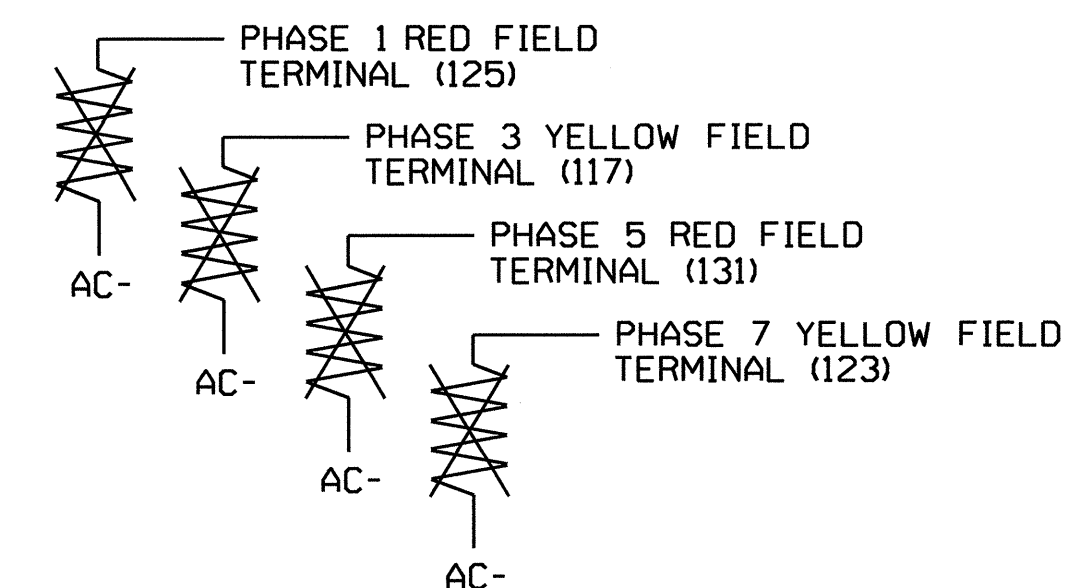 PHASE 1 RED FIELD
TERMINAL (125)
PHASE 3 YELLOW FIELD
TERMINAL (117)
AC-
PHASE 5 RED FIELD
TERMINAL (131)
AC-
PHASE 7 YELLOW FIELD
TERMINAL (123)
AC-
AC-